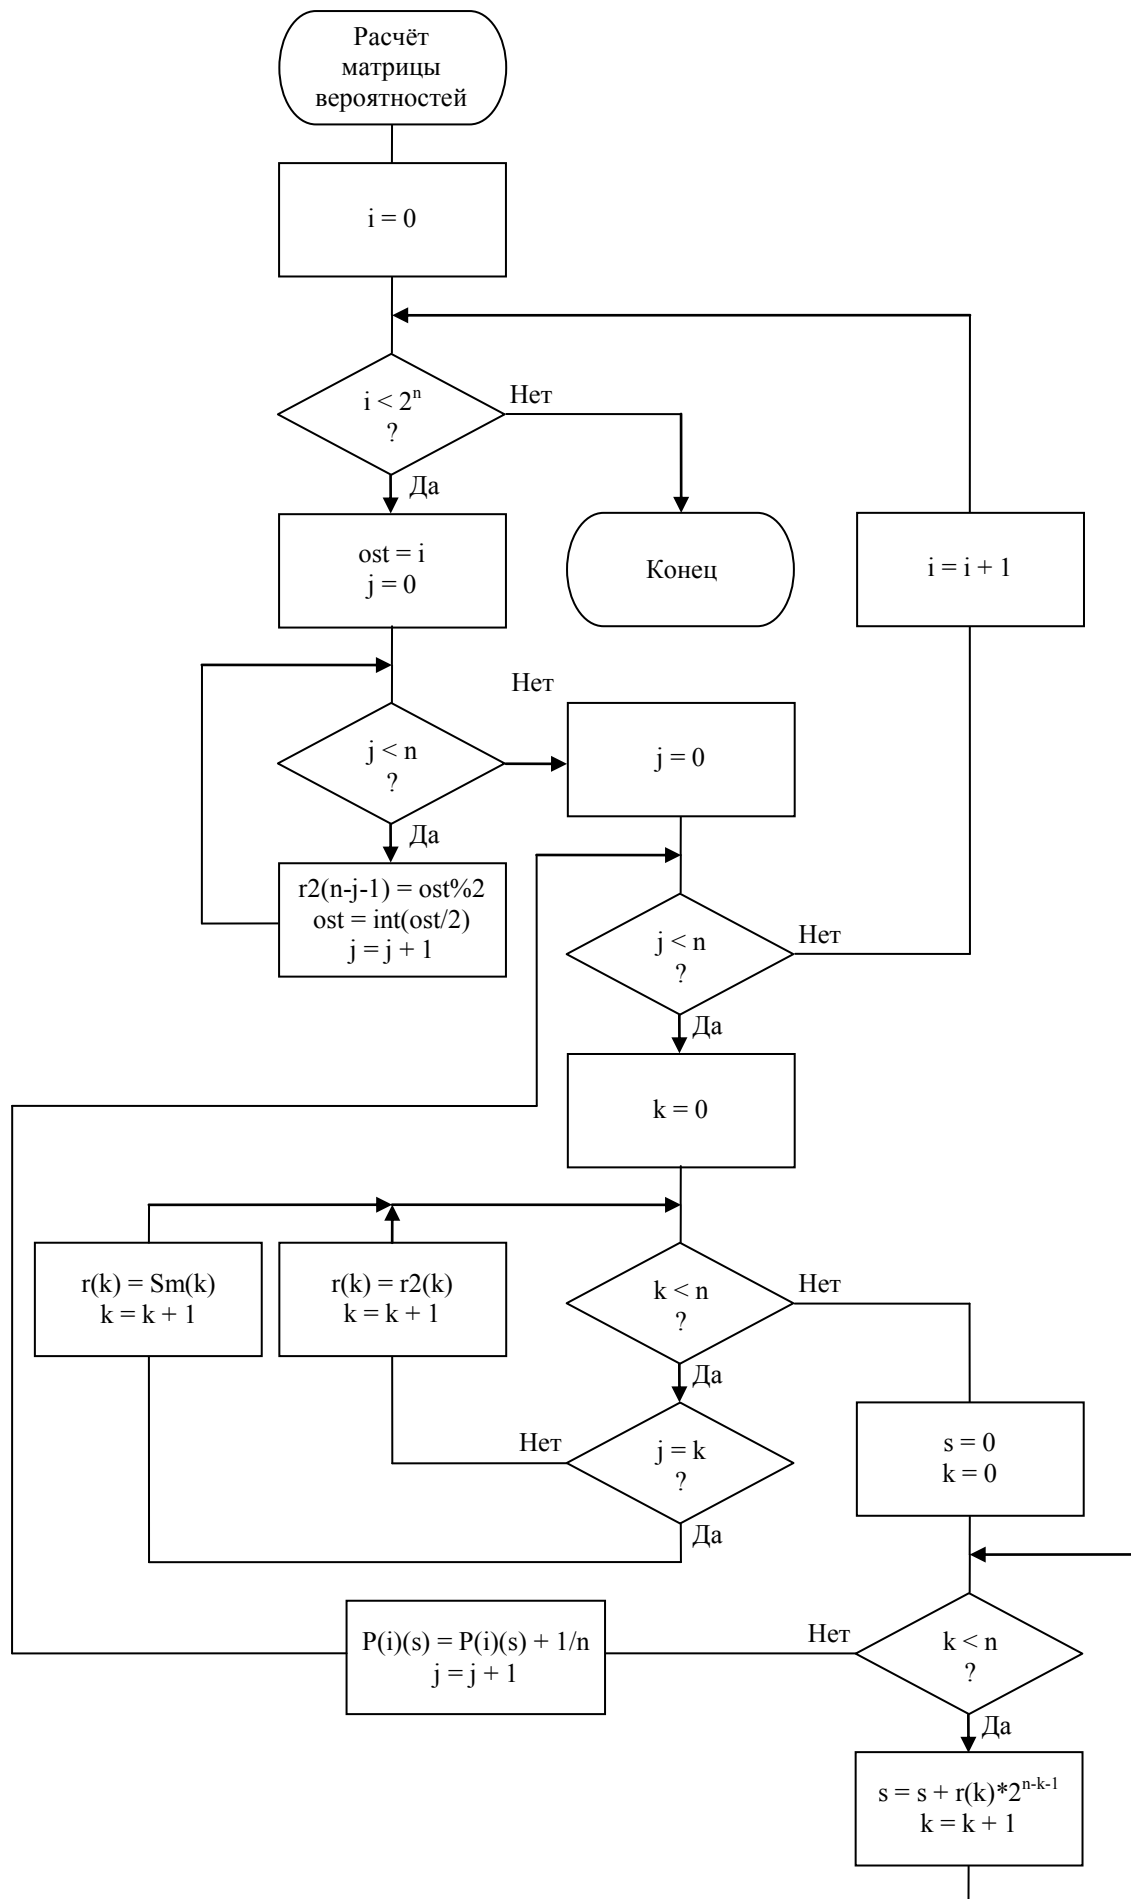 Расчёт
матрицы
вероятностей
i = 0
i < 2ⁿ
?
Нет
Да
ost = i
j = 0
Конец
i = i + 1
j < n
?
Нет
Да
j = 0
r2(n-j-1) = ost%2
ost = int(ost/2)
j = j + 1
j < n
?
Нет
Да
k = 0
r(k) = Sm(k)
k = k + 1
r(k) = r2(k)
k = k + 1
k < n
?
Нет
Да
j = k
?
Нет
Да
s = 0
k = 0
P(i)(s) = P(i)(s) + 1/n
j = j + 1
Нет
k < n
?
Да
s = s + r(k)*2ⁿ⁻ᵏ⁻¹
k = k + 1